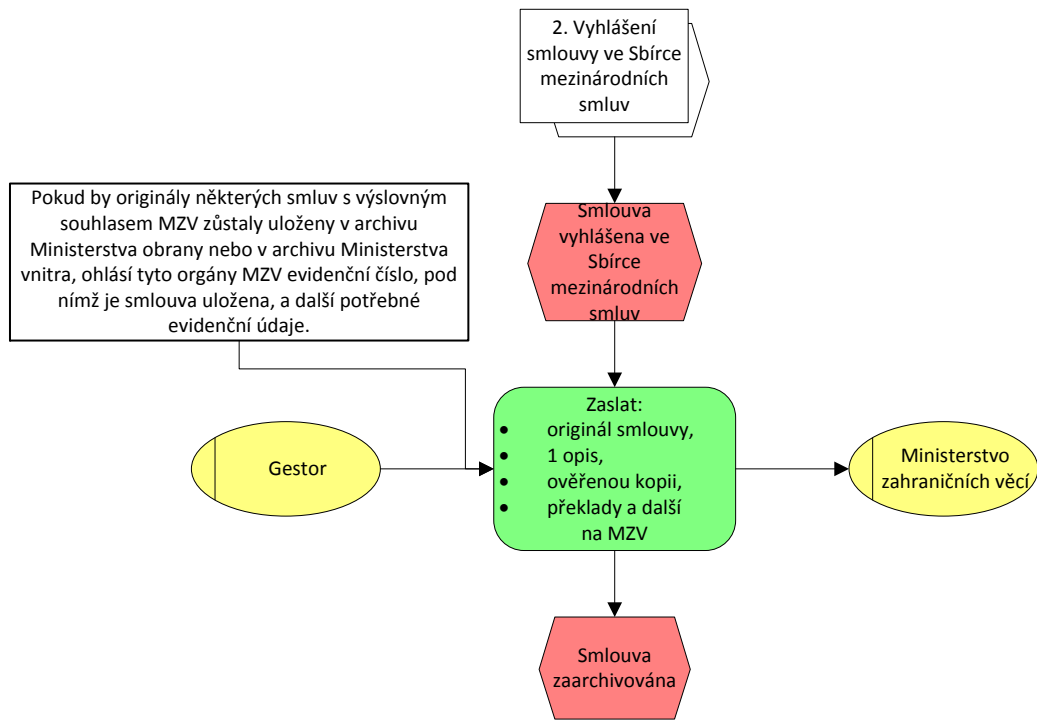 2. Vyhlášení
smlouvy ve Sbírce
mezinárodních
smluv
Pokud by originály některých smluv s výslovným
souhlasem MZV zůstaly uloženy v archivu
Ministerstva obrany nebo v archivu Ministerstva
vnitra, ohlásí tyto orgány MZV evidenční číslo, pod
nímž je smlouva uložena, a další potřebné
evidenční údaje.
Smlouva
vyhlášena ve
Sbírce
mezinárodních
smluv
Gestor
Zaslat:
• originál smlouvy,
• 1 opis,
• ověřenou kopii,
• překlady a další
na MZV
Ministerstvo
zahraničních věcí
Smlouva
zaarchivována